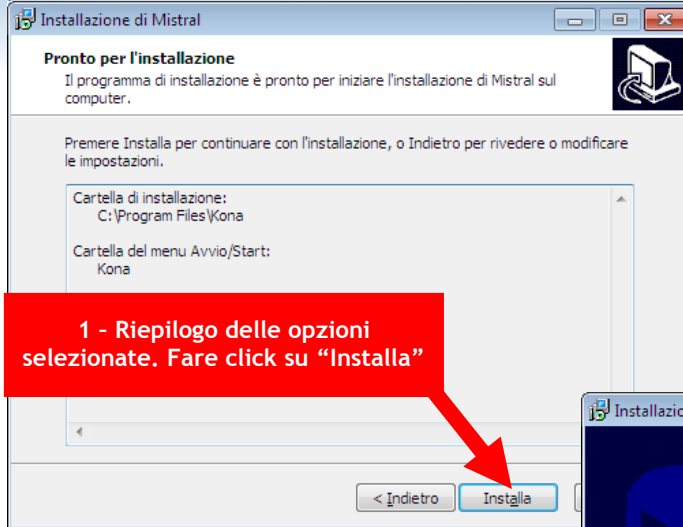 Installazione di Mistral
Pronto per l'installazione
Il programma di installazione è pronto per iniziare l'installazione di Mistral sul
computer.
Premere Installa per continuare con l'installazione, o Indietro per rivedere o modificare
le impostazioni.
Cartella di installazione:
C:\Program Files\Kona
Cartella del menu Avvio/Start:
Kona
1 - Riepilogo delle opzioni
selezionate. Fare click su “Installa”
Installazio
< Indietro
Installa